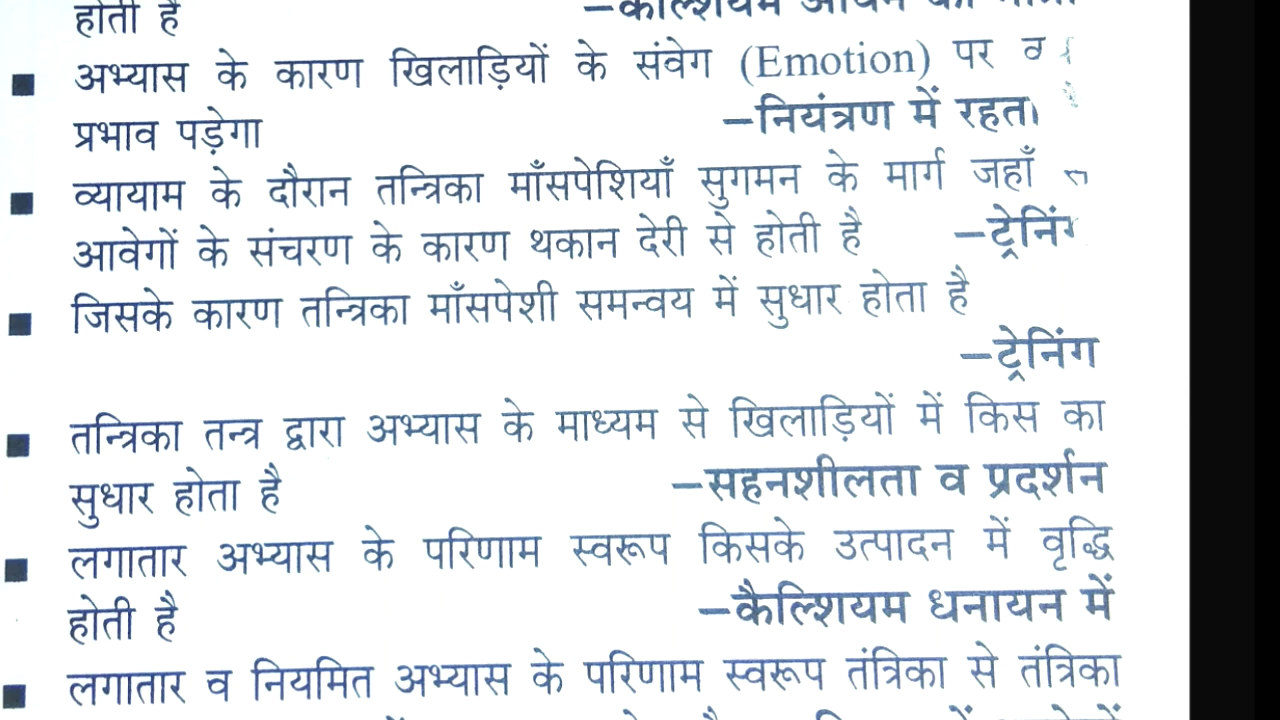 होती है
■ अभ्यास के कारण खिलाड़ियों के संवेग (Emotion) पर
प्रभाव पड़ेगा –नियंत्रण में रहता
■ व्यायाम के दौरान तन्त्रिका माँसपेशियाँ सुगमन के मार्ग जहाँ
आवेगों के संचरण के कारण थकान देरी से होती है –ट्रेनिंग
■ जिसके कारण तन्त्रिका माँसपेशी समन्वय में सुधार होता है
–ट्रेनिंग
■ तन्त्रिका तन्त्र द्वारा अभ्यास के माध्यम से खिलाड़ियों में किस का
सुधार होता है –सहनशीलता व प्रदर्शन
■ लगातार अभ्यास के परिणाम स्वरूप किसके उत्पादन में वृद्धि
होती है –कैल्शियम धनायन में
■ लगातार व नियमित अभ्यास के परिणाम स्वरूप तंत्रिका से तंत्रिका